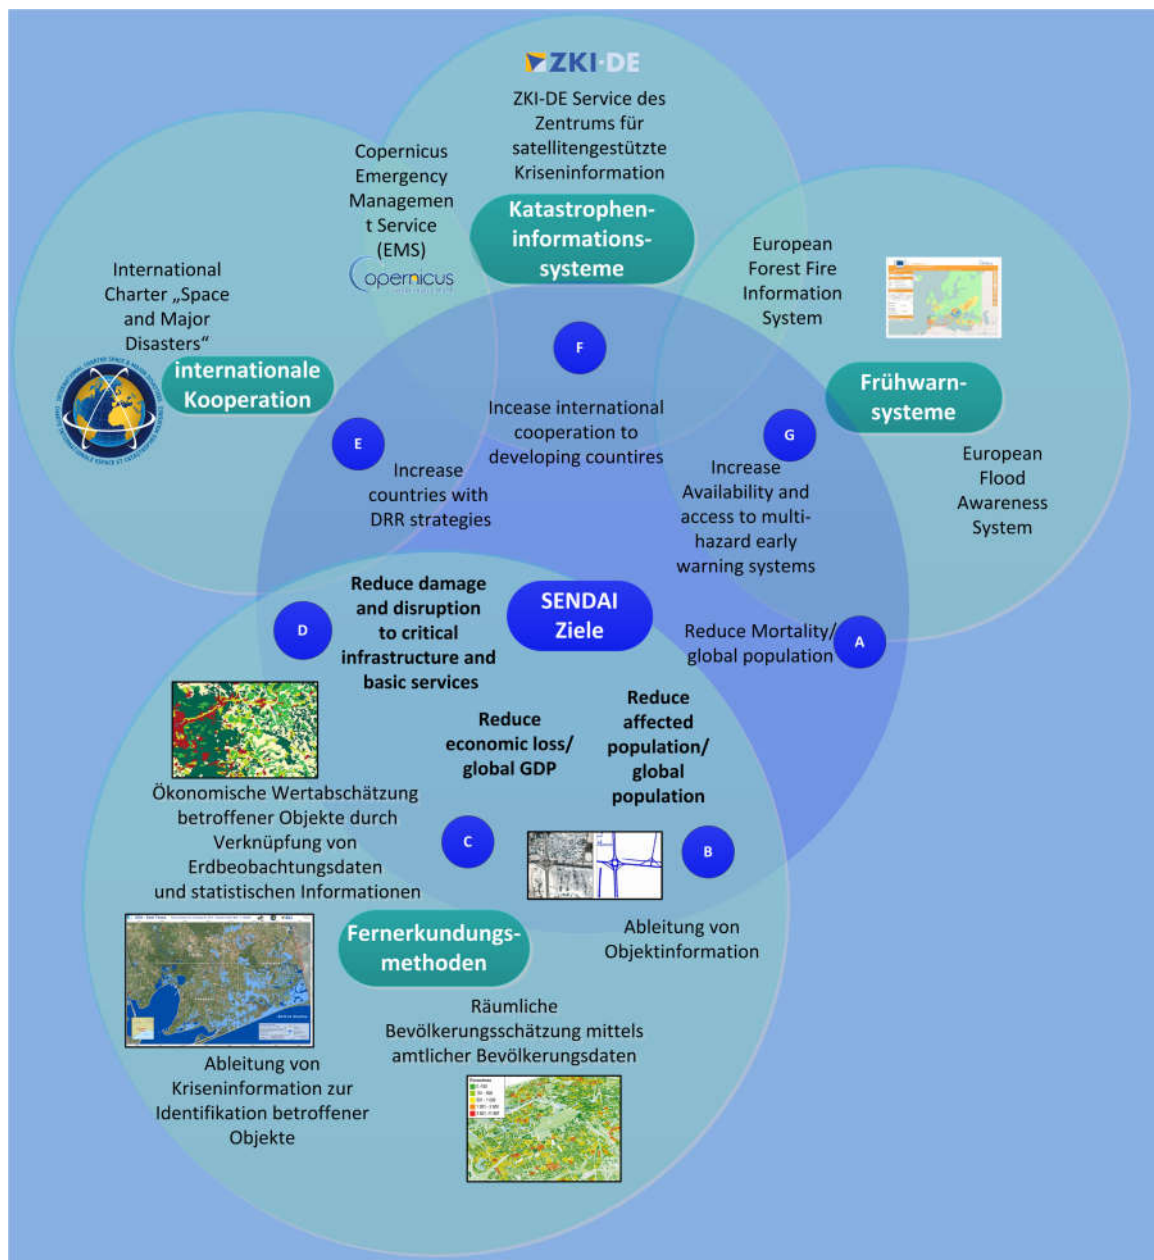 ZKI-DE
ZKI-DE Service des
Zentrums für
satellitengestützte
Kriseninformation
Katastrophen-
informations-
systeme
Copernicus
Emergency
Managemen
t Service
(EMS)
opernicus
International
Charter „Space
and Major
Disasters“
internationale
Kooperation
European
Forest Fire
Information
System
Frühwarn-
systeme
European
Flood
Awareness
System
F
Incease international
cooperation to
developing countires
E
Increase
countries with
DRR strategies
G
Increase
Availability and
access to multi-
hazard early
warning systems
SENDAI
Ziele
D
Reduce damage
and disruption
to critical
infrastructure and
basic services
Reduce Mortality/
global population
A
Reduce
economic loss/
global GDP
Reduce
affected
population/
global
population
C
B
Ökonomische Wertabschätzung
betroffener Objekte durch
Verknüpfung von
Erdbeobachtungsdaten
und statistischen Informationen
Fernerkundungs-
methoden
Ableitung von
Objektinformation
Räumliche
Bevölkerungsschätzung mittels
amtlicher Bevölkerungsdaten
Ableitung von
Kriseninformation zur
Identifikation betroffener
Objekte